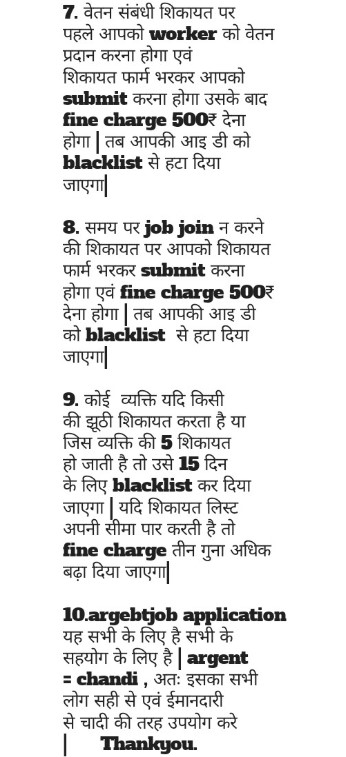 7. वेतन संबंधी शिकायत पर
पहले आपको worker को वेतन
प्रदान करना होगा एवं
शिकायत फार्म भरकर आपको
submit करना होगा उसके बाद
fine charge 500₹ देना
होगा | तब आपकी आइ डी को
blacklist से हटा दिया
जाएगा|
8. समय पर job join न करने
की शिकायत पर आपको शिकायत
फार्म भरकर submit करना
होगा एवं fine charge 500₹
देना होगा | तब आपकी आइ डी
को blacklist से हटा दिया
जाएगा|
9. कोई व्यक्ति यदि किसी
की झूठी शिकायत करता है या
जिस व्यक्ति की 5 शिकायत
हो जाती है तो उसे 15 दिन
के लिए blacklist कर दिया
जाएगा | यदि शिकायत लिस्ट
अपनी सीमा पार करती है तो
fine charge तीन गुना अधिक
बढ़ा दिया जाएगा|
10.argebtjob application
यह सभी के लिए है सभी के
सहयोग के लिए है | argent
= chandi , अतः इसका सभी
लोग सही से एवं ईमानदारी
से चादी की तरह उपयोग करे
| Thankyou.